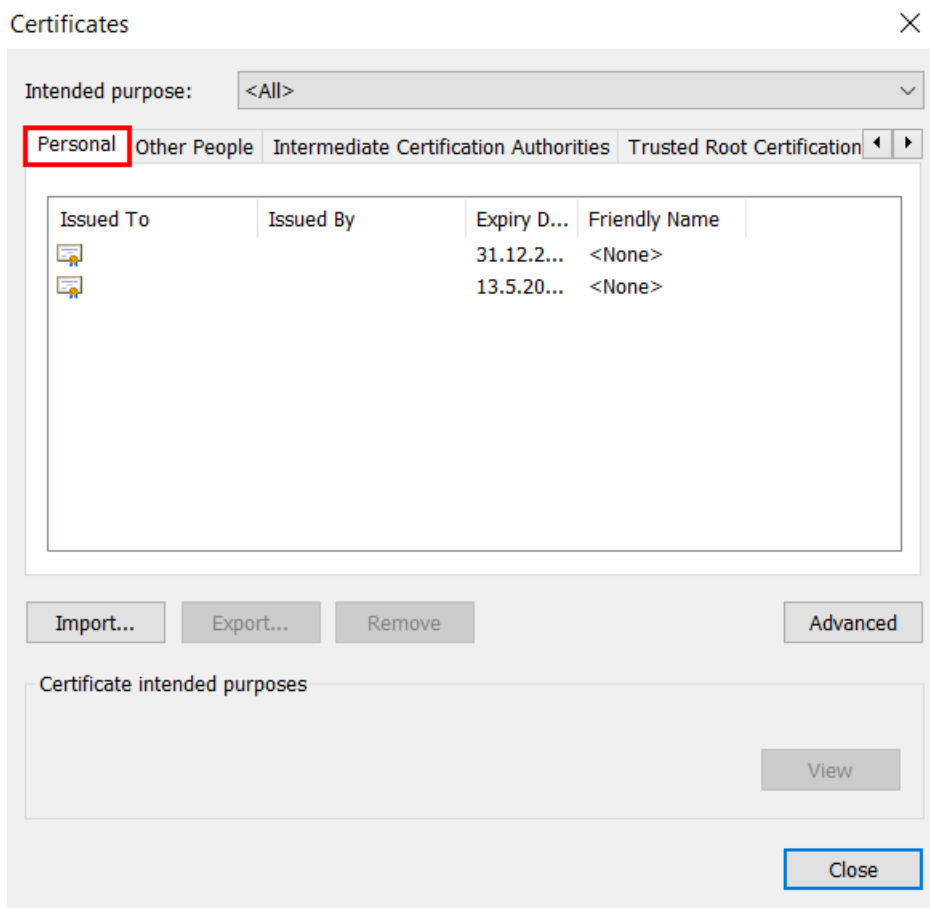 Certificates
Intended purpose: <All>
Personal Other People Intermediate Certification Authorities Trusted Root Certification
Issued To Issued By Expiry D... Friendly Name
31.12.2... <None>
13.5.20... <None>
Import... Export... Remove Advanced
Certificate intended purposes
View
Close